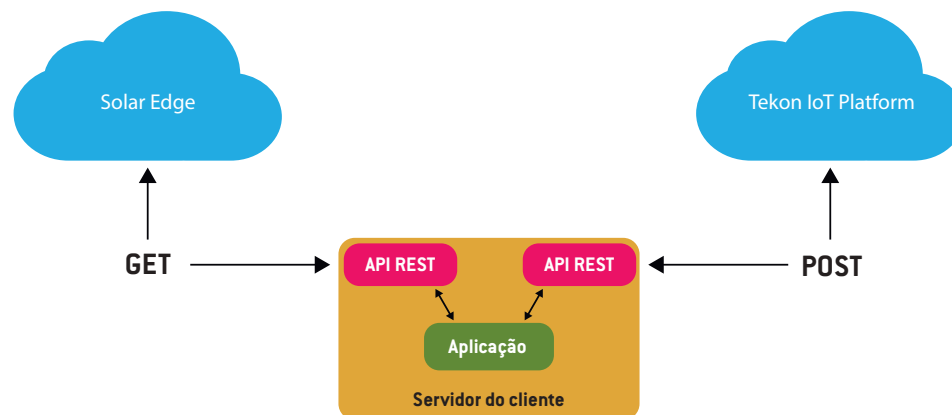 Solar Edge
Tekon IoT Platform
GET
API REST
API REST
POST
Aplicação
Servidor do cliente